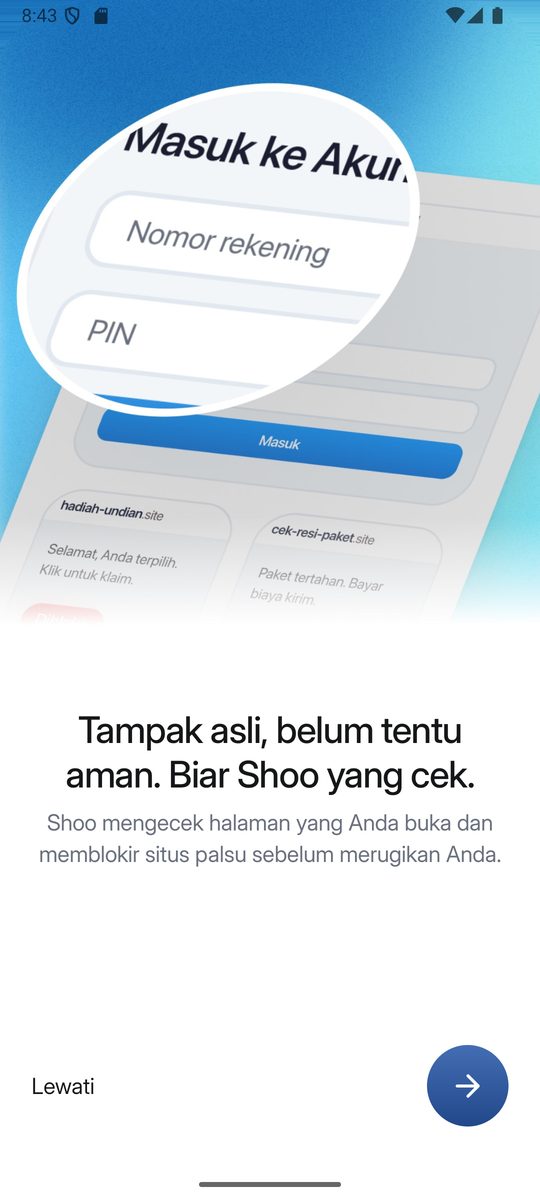 8:43
Masuk ke Akun
Nomor rekening
PIN
Masuk
hadiah-undian.site
Selamat, Anda terpilih.
Klik untuk klaim.
cek-resi-paket.site
Paket tertahan. Bayar
biaya kirim.
Tampak asli, belum tentu
aman. Biar Shoo yang cek.
Shoo mengecek halaman yang Anda buka dan
memblokir situs palsu sebelum merugikan Anda.
Lewati